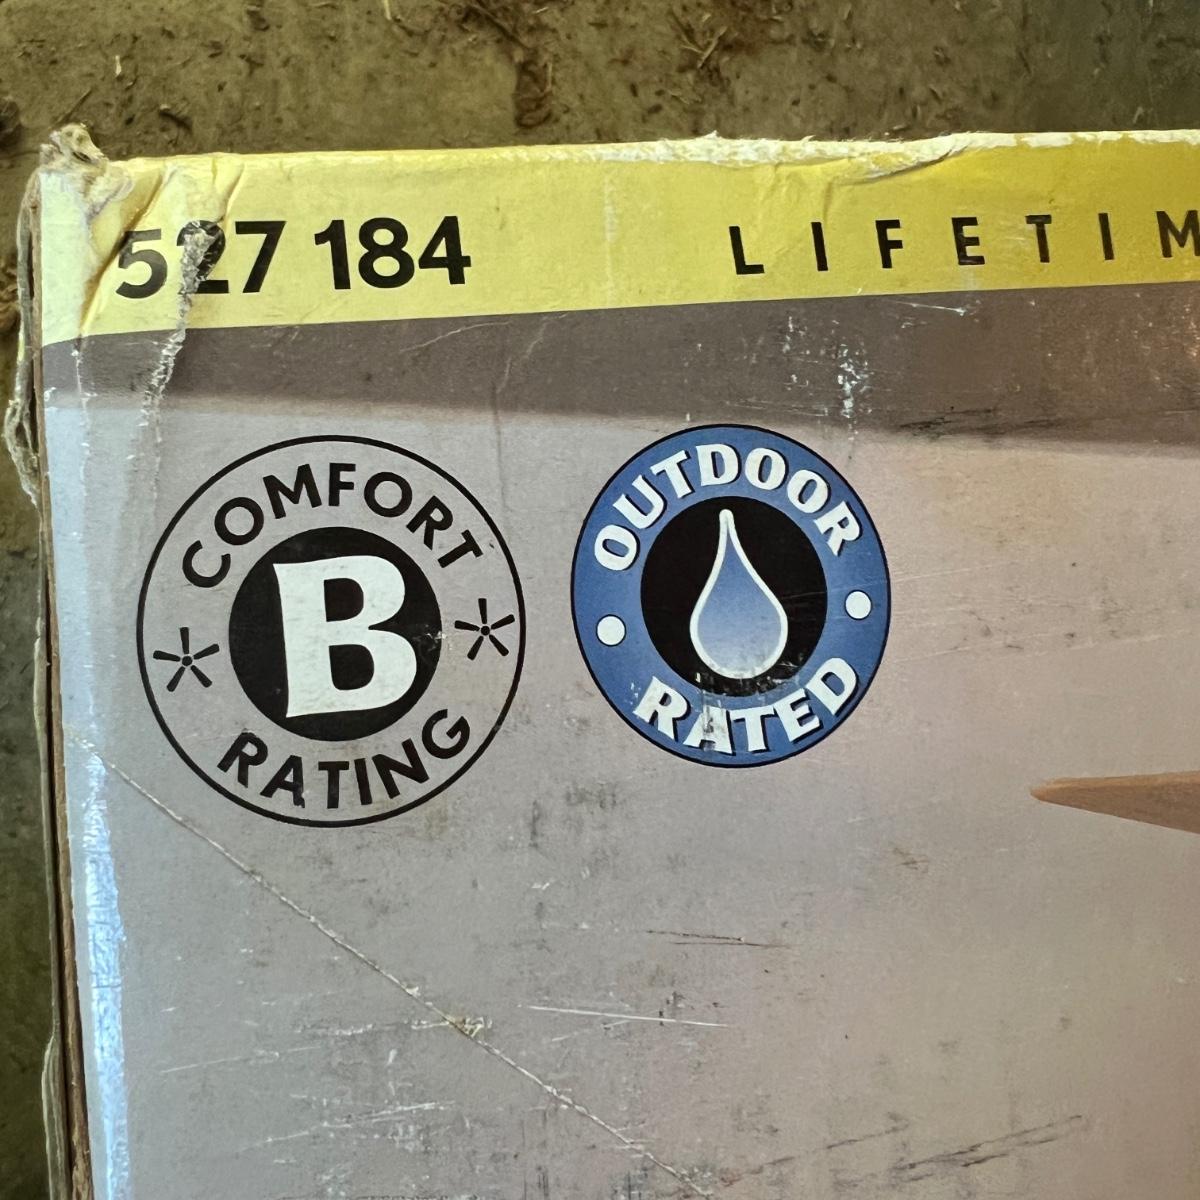 527 184
LIFETIM
COMFORT
B
RATING
OUTDOOR
RATED